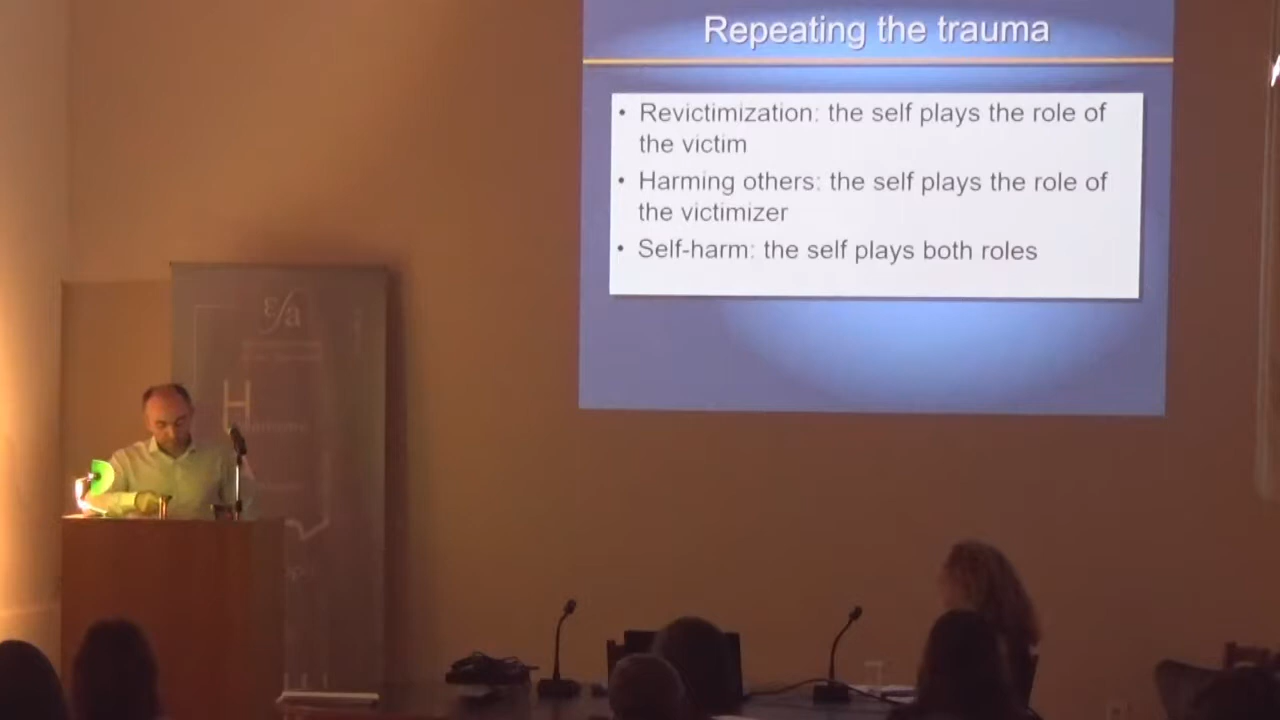 Repeating the trauma
• Revictimization: the self plays the role of
the victim
• Harming others: the self plays the role of
the victimizer
• Self-harm: the self plays both roles
ε/a
H